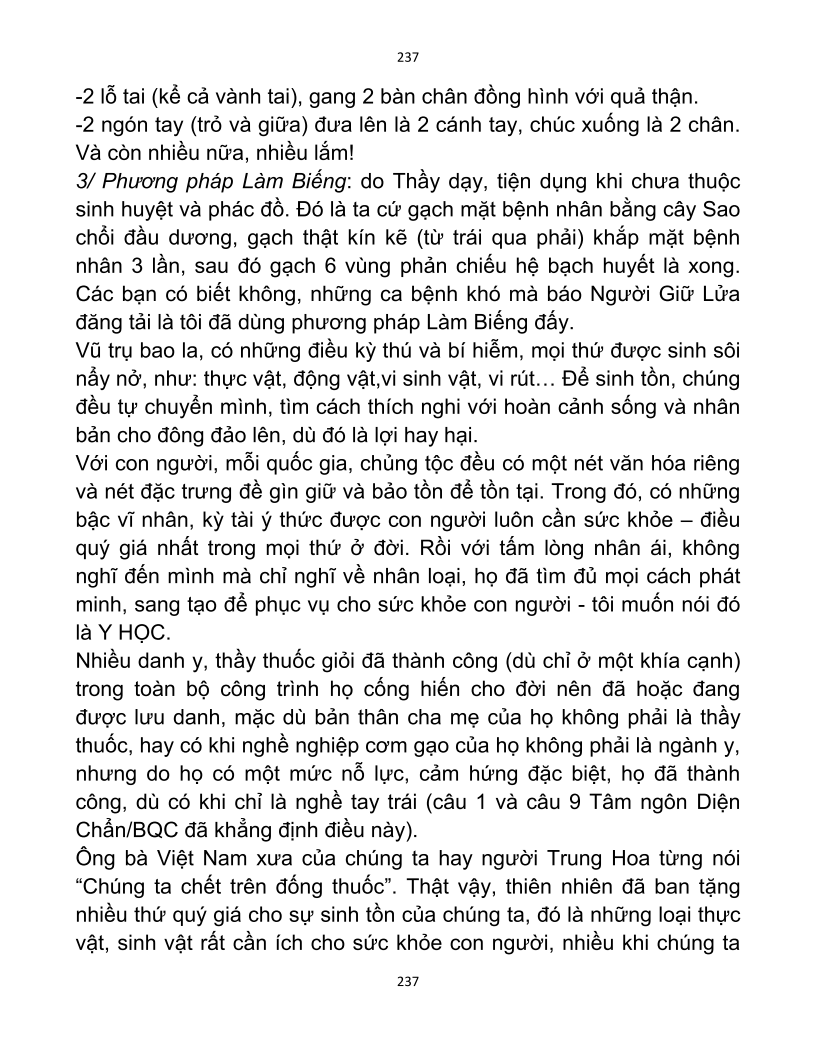 237
-2 lỗ tai (kể cả vành tai), gang 2 bàn chân đồng hình với quả thận.
-2 ngón tay (trỏ và giữa) đưa lên là 2 cánh tay, chúc xuống là 2 chân.
Và còn nhiều nữa, nhiều lắm!
3/ Phương pháp Làm Biếng: do Thầy dạy, tiện dụng khi chưa thuộc
sinh huyệt và phác đồ. Đó là ta cứ gạch mặt bệnh nhân bằng cây Sao
chổi đầu dương, gạch thật kín kẽ (từ trái qua phải) khắp mặt bệnh
nhân 3 lần, sau đó gạch 6 vùng phản chiếu hệ bạch huyết là xong.
Các bạn có biết không, những ca bệnh khó mà báo Người Giữ Lửa
đăng tải là tôi đã dùng phương pháp Làm Biếng đấy.
Vũ trụ bao la, có những điều kỳ thú và bí hiểm, mọi thứ được sinh sôi
nẩy nở, như: thực vật, động vật,vi sinh vật, vi rút… Để sinh tồn, chúng
đều tự chuyển mình, tìm cách thích nghi với hoàn cảnh sống và nhân
bản cho đông đảo lên, dù đó là lợi hay hại.
Với con người, mỗi quốc gia, chủng tộc đều có một nét văn hóa riêng
và nét đặc trưng đề gìn giữ và bảo tồn để tồn tại. Trong đó, có những
bậc vĩ nhân, kỳ tài ý thức được con người luôn cần sức khỏe – điều
quý giá nhất trong mọi thứ ở đời. Rồi với tấm lòng nhân ái, không
nghĩ đến mình mà chỉ nghĩ về nhân loại, họ đã tìm đủ mọi cách phát
minh, sang tạo để phục vụ cho sức khỏe con người - tôi muốn nói đó
là Y HỌC.
Nhiều danh y, thầy thuốc giỏi đã thành công (dù chỉ ở một khía cạnh)
trong toàn bộ công trình họ cống hiến cho đời nên đã hoặc đang
được lưu danh, mặc dù bản thân cha mẹ của họ không phải là thầy
thuốc, hay có khi nghề nghiệp cơm gạo của họ không phải là ngành y,
nhưng do họ có một mức nỗ lực, cảm hứng đặc biệt, họ đã thành
công, dù có khi chỉ là nghề tay trái (câu 1 và câu 9 Tâm ngôn Diện
Chẩn/BQC đã khẳng định điều này).
Ông bà Việt Nam xưa của chúng ta hay người Trung Hoa từng nói
“Chúng ta chết trên đống thuốc”. Thật vậy, thiên nhiên đã ban tặng
nhiều thứ quý giá cho sự sinh tồn của chúng ta, đó là những loại thực
vật, sinh vật rất cần ích cho sức khỏe con người, nhiều khi chúng ta
237